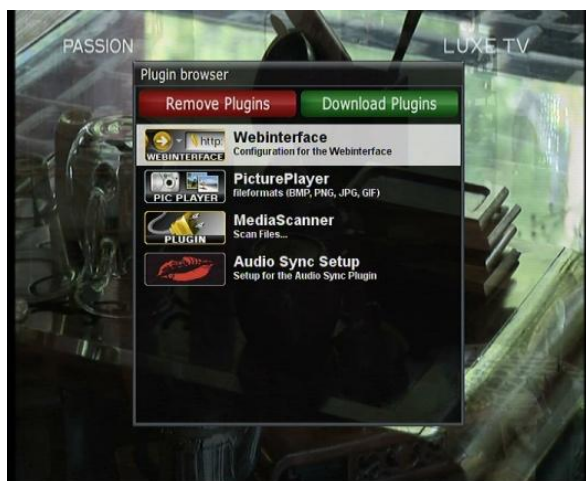 PASSION
LUXE TV
Plugin browser
Remove Plugins
Download Plugins
http:
WEBINTERFACE
Webinterface
Configuration for the Webinterface
PIC PLAYER
PicturePlayer
fileformats (BMP, PNG, JPG, GIF)
PLUGIN
MediaScanner
Scan Files...
Audio Sync Setup
Setup for the Audio Sync Plugin